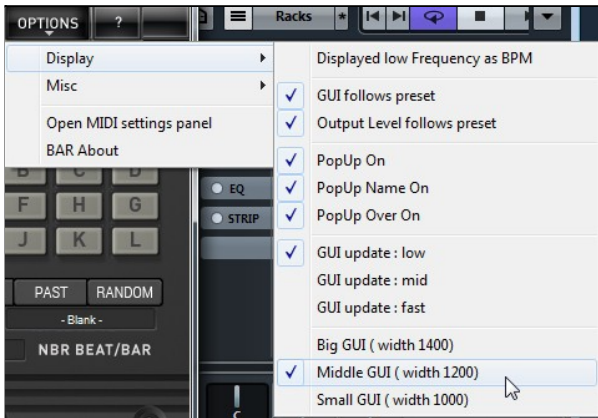 OPTIONS
?
Racks
*
Display
Misc
Open MIDI settings panel
BAR About
Displayed low Frequency as BPM
GUI follows preset
Output Level follows preset
PopUp On
PopUp Name On
PopUp Over On
GUI update : low
GUI update : mid
GUI update : fast
Big GUI ( width 1400)
Middle GUI ( width 1200)
Small GUI ( width 1000)
EQ
STRIP
F H G
J K L
PAST RANDOM
- Blank -
NBR BEAT/BAR
C